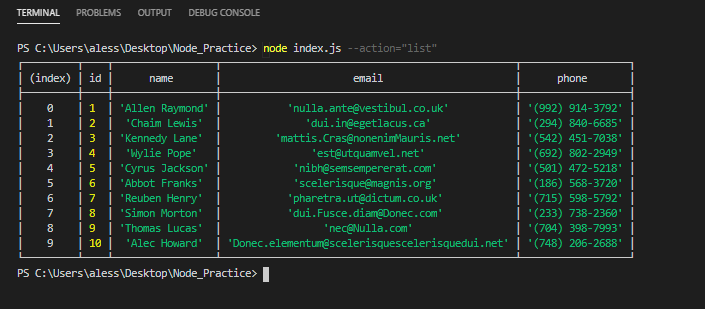 TERMINAL PROBLEMS OUTPUT DEBUG CONSOLE
PS C:\Users\aless\Desktop\Node_Practice> node index.js --action="list"
(index) id name email phone
0 1 'Allen Raymond' 'nulla.ante@vestibul.co.uk' '(992) 914-3792'
1 2 'Chaim Lewis' 'dui.in@egetlacus.ca' '(294) 840-6685'
2 3 'Kennedy Lane' 'mattis.Cras@nonenimMauris.net' '(542) 451-7038'
3 4 'Wylie Pope' 'est@utquamvel.net' '(692) 802-2949'
4 5 'Cyrus Jackson' 'nibh@semsempererat.com' '(501) 472-5218'
5 6 'Abbot Franks' 'scelerisque@magnis.org' '(186) 568-3720'
6 7 'Reuben Henry' 'pharetra.ut@dictum.co.uk' '(715) 598-5792'
7 8 'Simon Morton' 'dui.Fusce.diam@Donec.com' '(233) 738-2360'
8 9 'Thomas Lucas' 'nec@Nulla.com' '(704) 398-7993'
9 10 'Alec Howard' 'Donec.elementum@scelerisquescelerisquedui.net' '(748) 206-2688'
PS C:\Users\aless\Desktop\Node_Practice>